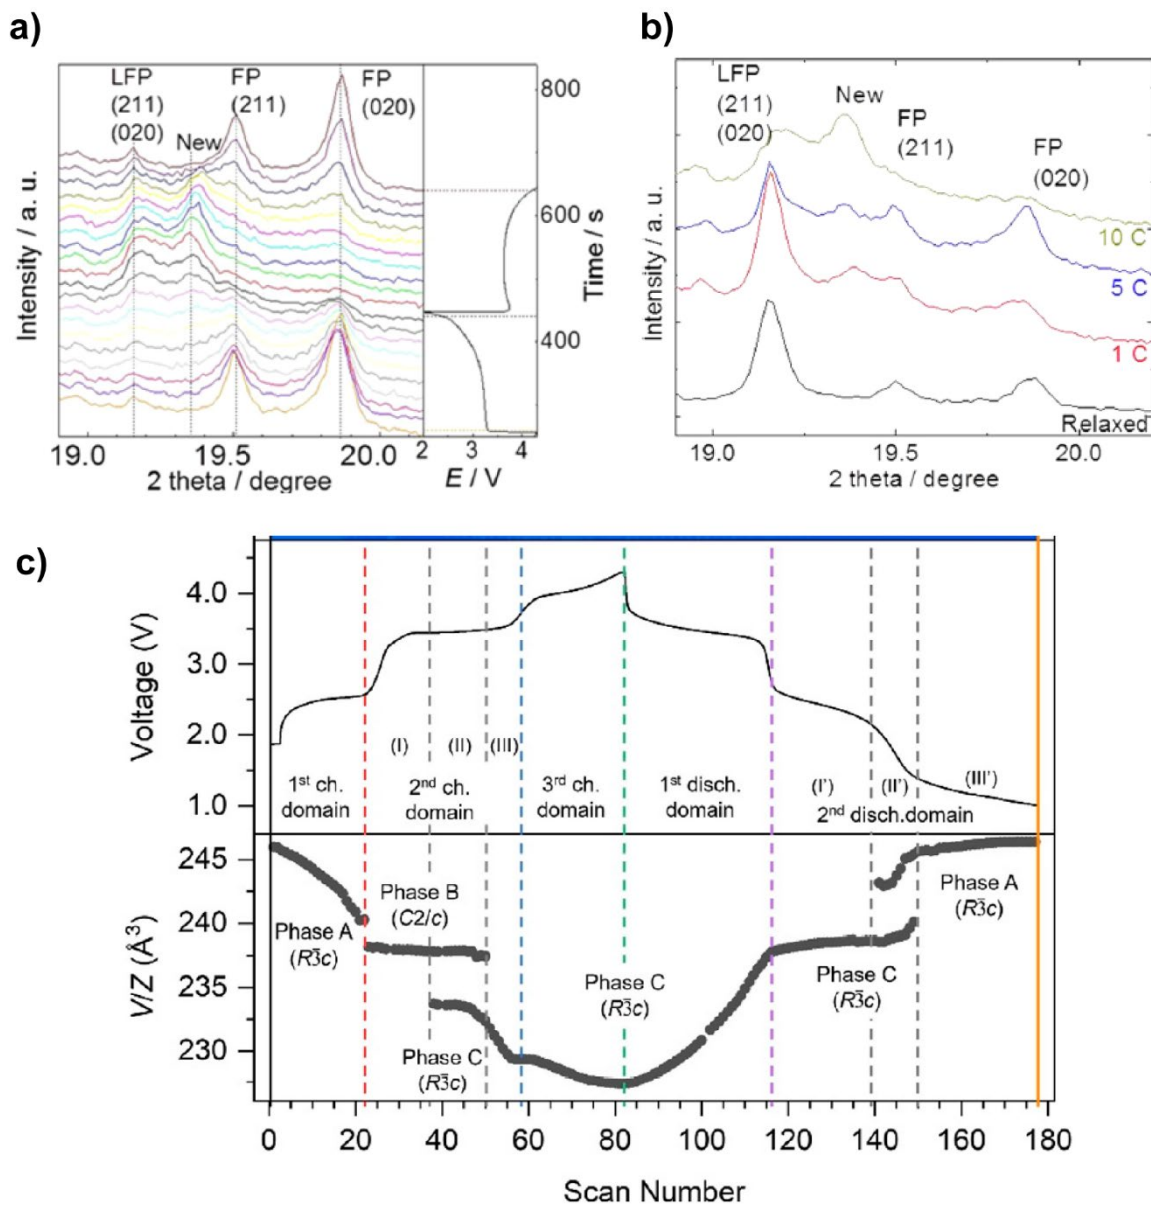 a)
LFP
(211)
(020)
FP
(211)
FP
(020)
New
Intensity / a. u.
19.0 19.5 20.0
2 theta / degree
2 3 4
E / V
800
600
400
Time / s
b)
LFP
(211)
(020)
New
FP
(211)
FP
(020)
10 C
5 C
1 C
Relaxed
Intensity / a. u.
19.0 19.5 20.0
2 theta / degree
c)
Voltage (V)
4.0
3.0
2.0
1.0
1st ch.
domain
(I) (II) (III)
2nd ch.
domain
3rd ch.
domain
1st disch.
domain
(I') (II') (III')
2nd disch.domain
V/Z (Å3)
245
240
235
230
Phase A
(R3̄c)
Phase B
(C2/c)
Phase C
(R3̄c)
Phase C
(R3̄c)
Phase C
(R3̄c)
Phase A
(R3̄c)
0 20 40 60 80 100 120 140 160 180
Scan Number